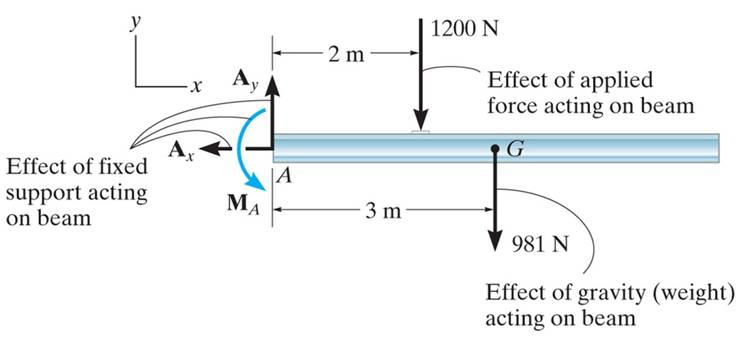 y
1200 N
2 m
x
A_y
Effect of applied
force acting on beam
Effect of fixed
support acting
on beam
A_x
G
A
M_A
3 m
981 N
Effect of gravity (weight)
acting on beam